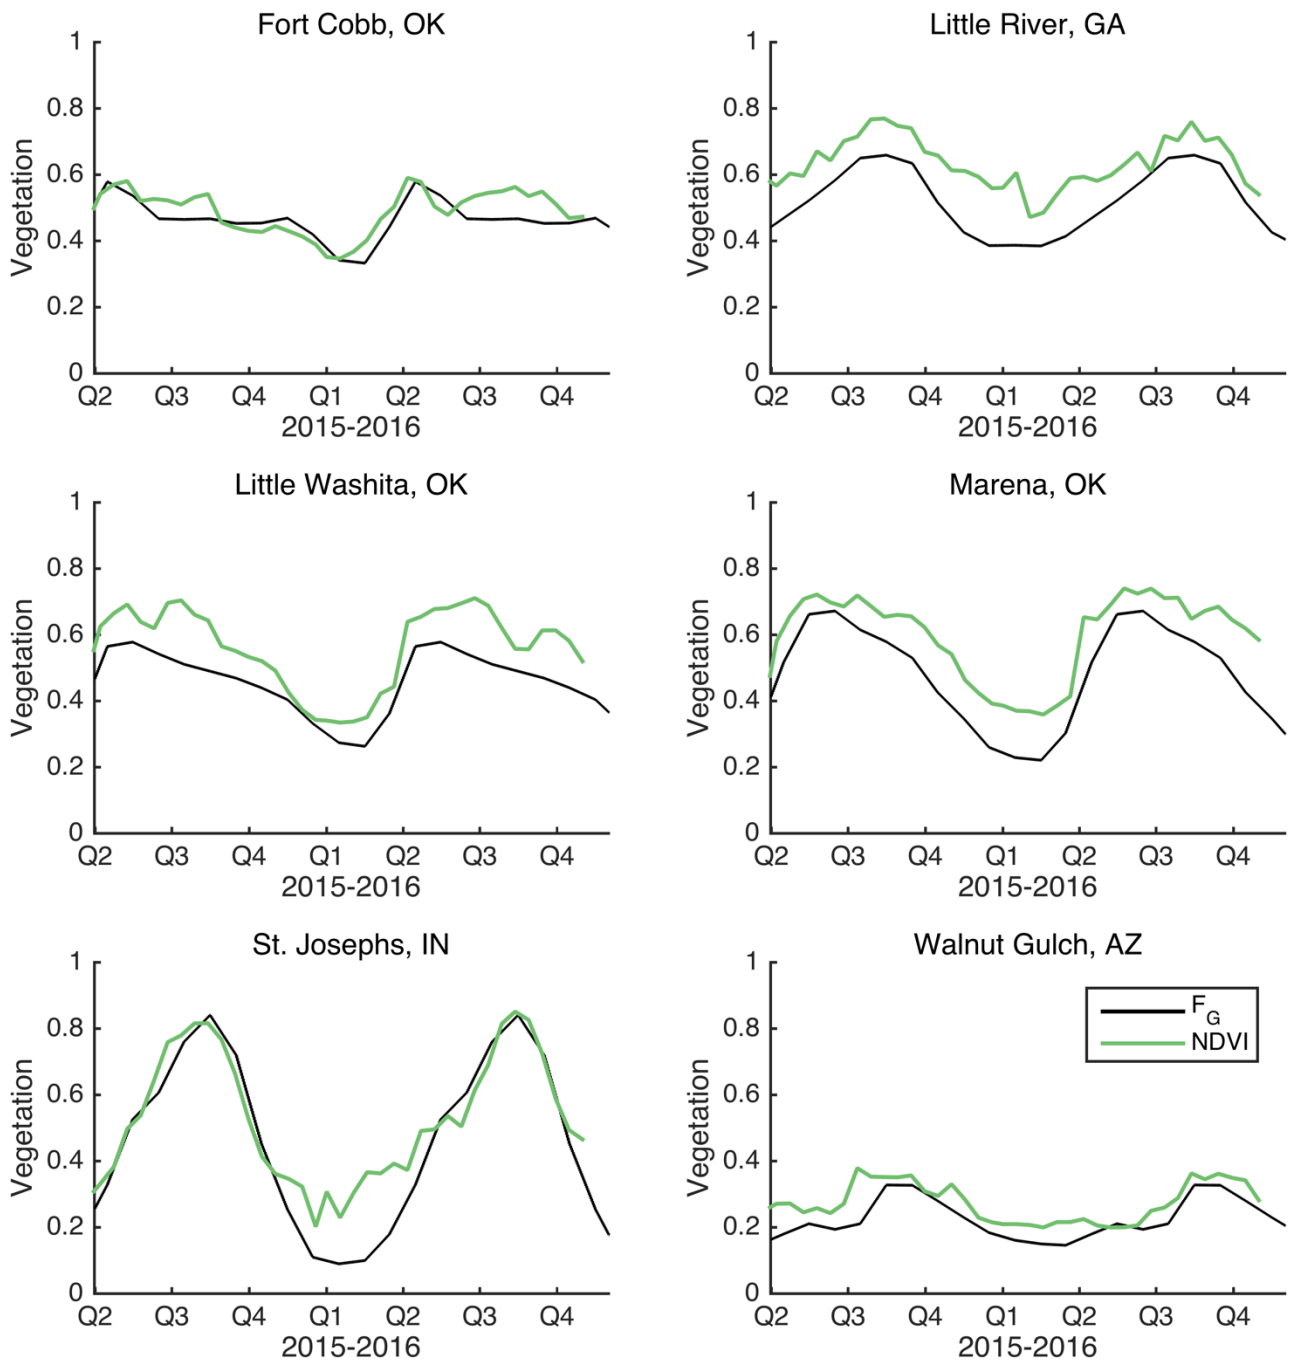 Fort Cobb, OK
1
0.8
0.6
0.4
0.2
0
Vegetation
Q2 Q3 Q4 Q1 Q2 Q3 Q4
2015-2016
Little River, GA
1
0.8
0.6
0.4
0.2
0
Vegetation
Q2 Q3 Q4 Q1 Q2 Q3 Q4
2015-2016
Little Washita, OK
1
0.8
0.6
0.4
0.2
0
Vegetation
Q2 Q3 Q4 Q1 Q2 Q3 Q4
2015-2016
Marena, OK
1
0.8
0.6
0.4
0.2
0
Vegetation
Q2 Q3 Q4 Q1 Q2 Q3 Q4
2015-2016
St. Josephs, IN
1
0.8
0.6
0.4
0.2
0
Vegetation
Q2 Q3 Q4 Q1 Q2 Q3 Q4
2015-2016
Walnut Gulch, AZ
1
0.8
0.6
0.4
0.2
0
Vegetation
F_G
NDVI
Q2 Q3 Q4 Q1 Q2 Q3 Q4
2015-2016